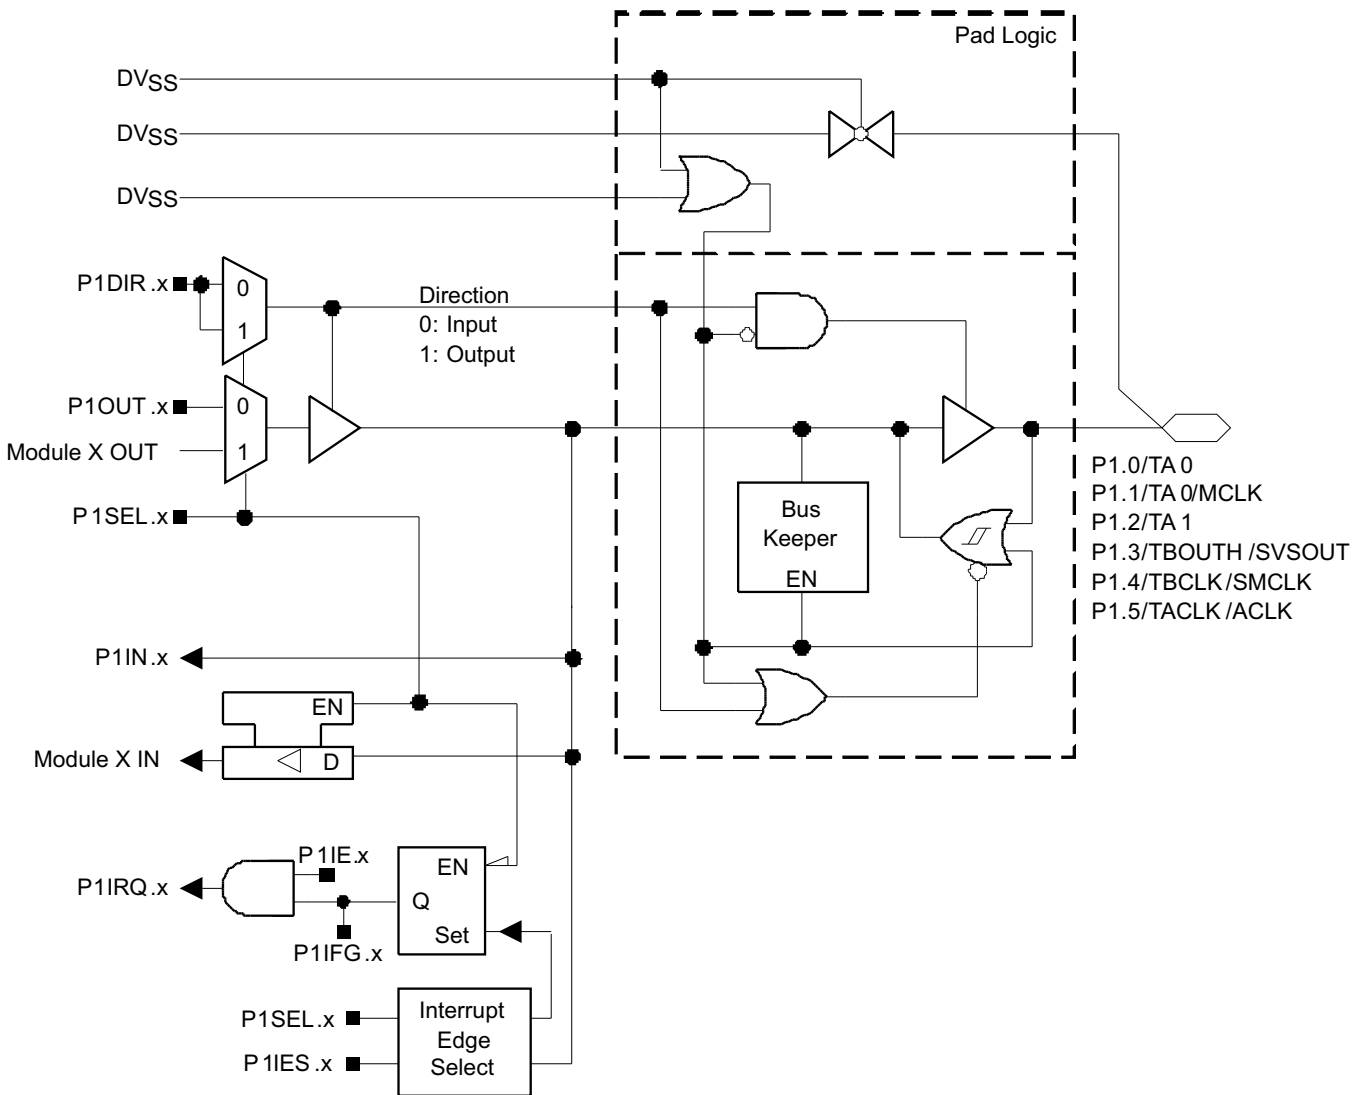 Pad Logic
DVSS
DVSS
DVSS
P1DIR.x
0
1
Direction
0: Input
1: Output
P1OUT.x
0
Module X OUT
1
P1SEL.x
Bus
Keeper
EN
P1.0/TA0
P1.1/TA0/MCLK
P1.2/TA1
P1.3/TBOUTH/SVSOUT
P1.4/TBCLK/SMCLK
P1.5/TACLK/ACLK
P1IN.x
EN
Module X IN
D
P1IE.x
P1IRQ.x
EN
Q
Set
P1IFG.x
P1SEL.x
P1IES.x
Interrupt
Edge
Select